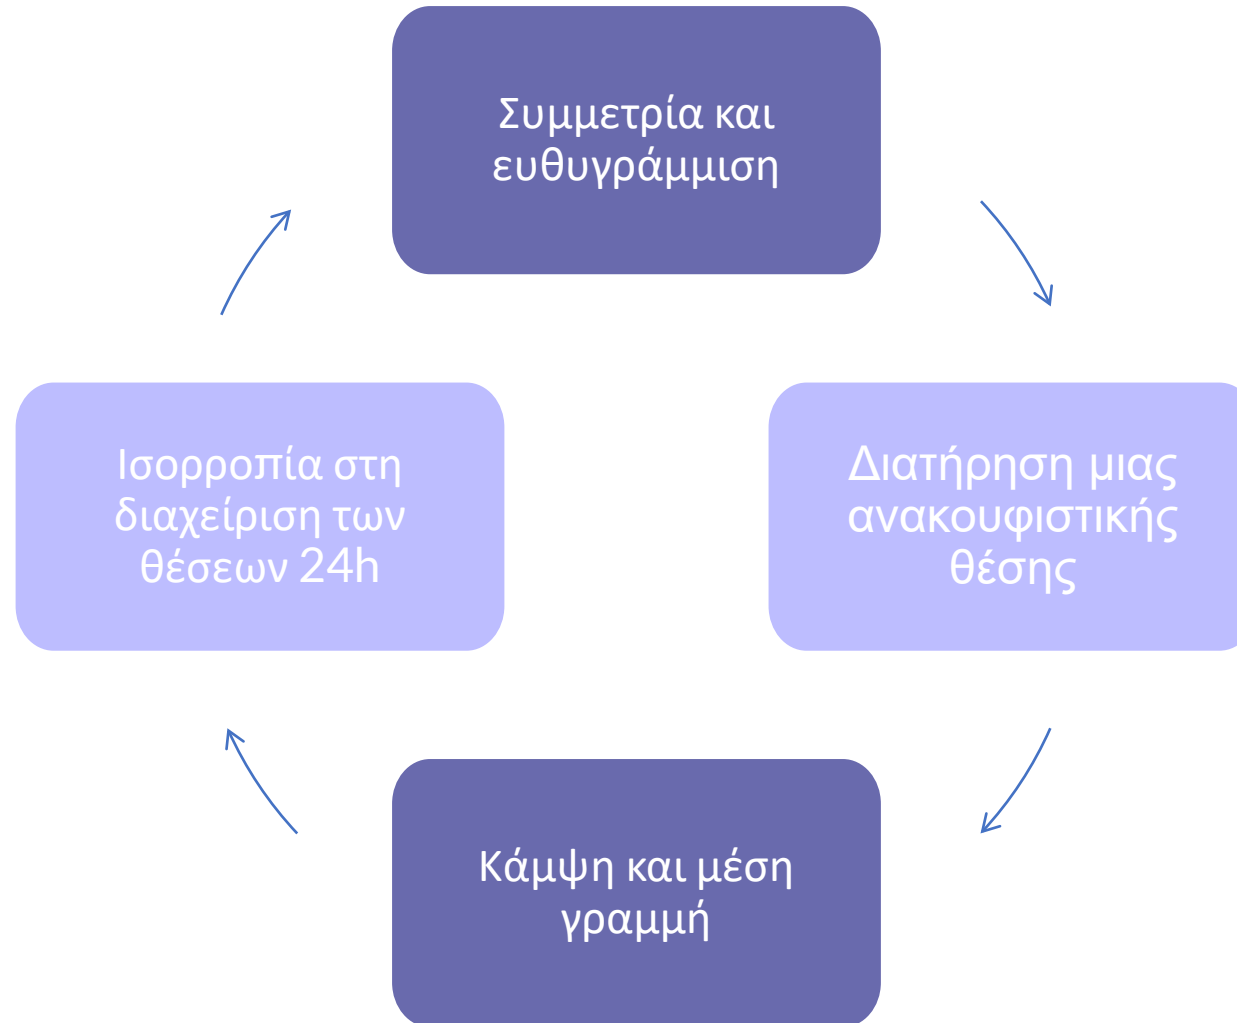 Συμμετρία και
ευθυγράμμιση
Ισορροπία στη
διαχείριση των
θέσεων 24h
Διατήρηση μιας
ανακουφιστικής
θέσης
Κάμψη και μέση
γραμμή